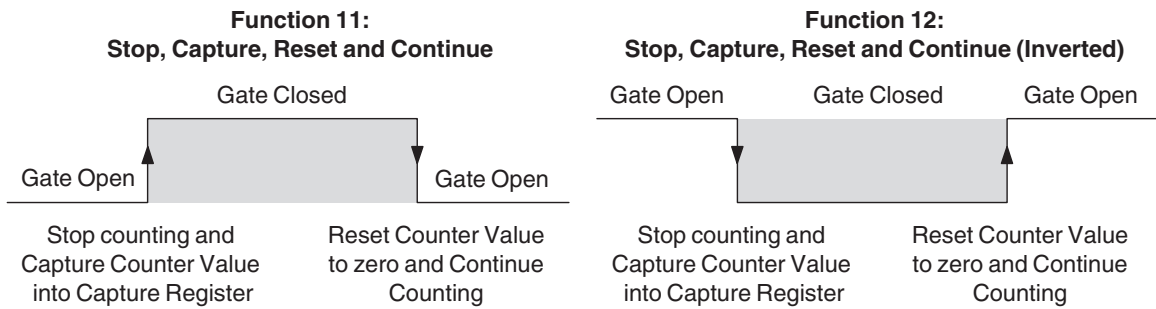 Function 11:
Stop, Capture, Reset and Continue
Gate Closed
Gate Open
Gate Open
Stop counting and
Capture Counter Value
into Capture Register
Reset Counter Value
to zero and Continue
Counting
Function 12:
Stop, Capture, Reset and Continue (Inverted)
Gate Open
Gate Closed
Gate Open
Stop counting and
Capture Counter Value
into Capture Register
Reset Counter Value
to zero and Continue
Counting